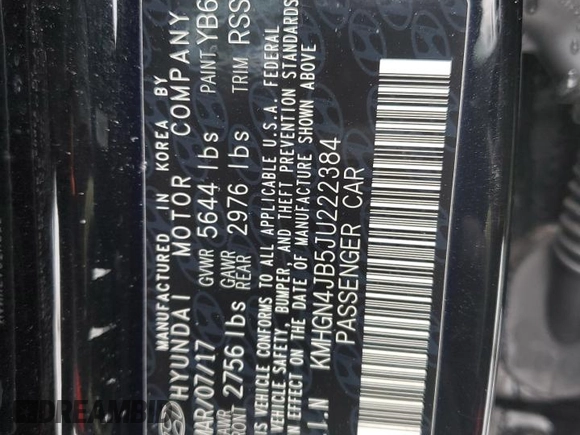 MANUFACTURED IN KOREA BY
HYUNDAI MOTOR COMPANY
MAR/07/17 GVWR 5644 lbs PAINT YB6
2756 lbs GAWR REAR 2976 lbs TRIM RSS
VEHICLE CONFORMS TO ALL APPLICABLE U.S.A. FEDERAL
VEHICLE SAFETY, BUMPER, AND THEFT PREVENTION STANDARDS
EFFECT ON THE DATE OF MANUFACTURE SHOWN ABOVE
KMHGN4JB5JU222384
PASSENGER CAR
DREAMBID